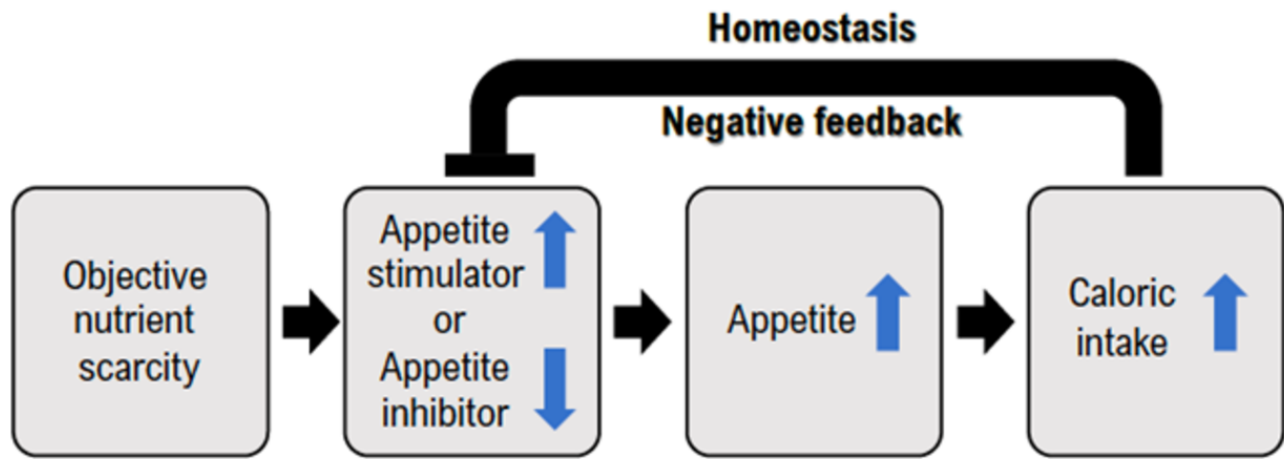 Homeostasis
Negative feedback
Objective
nutrient
scarcity
Appetite
stimulator
or
Appetite
inhibitor
Appetite
Caloric
intake